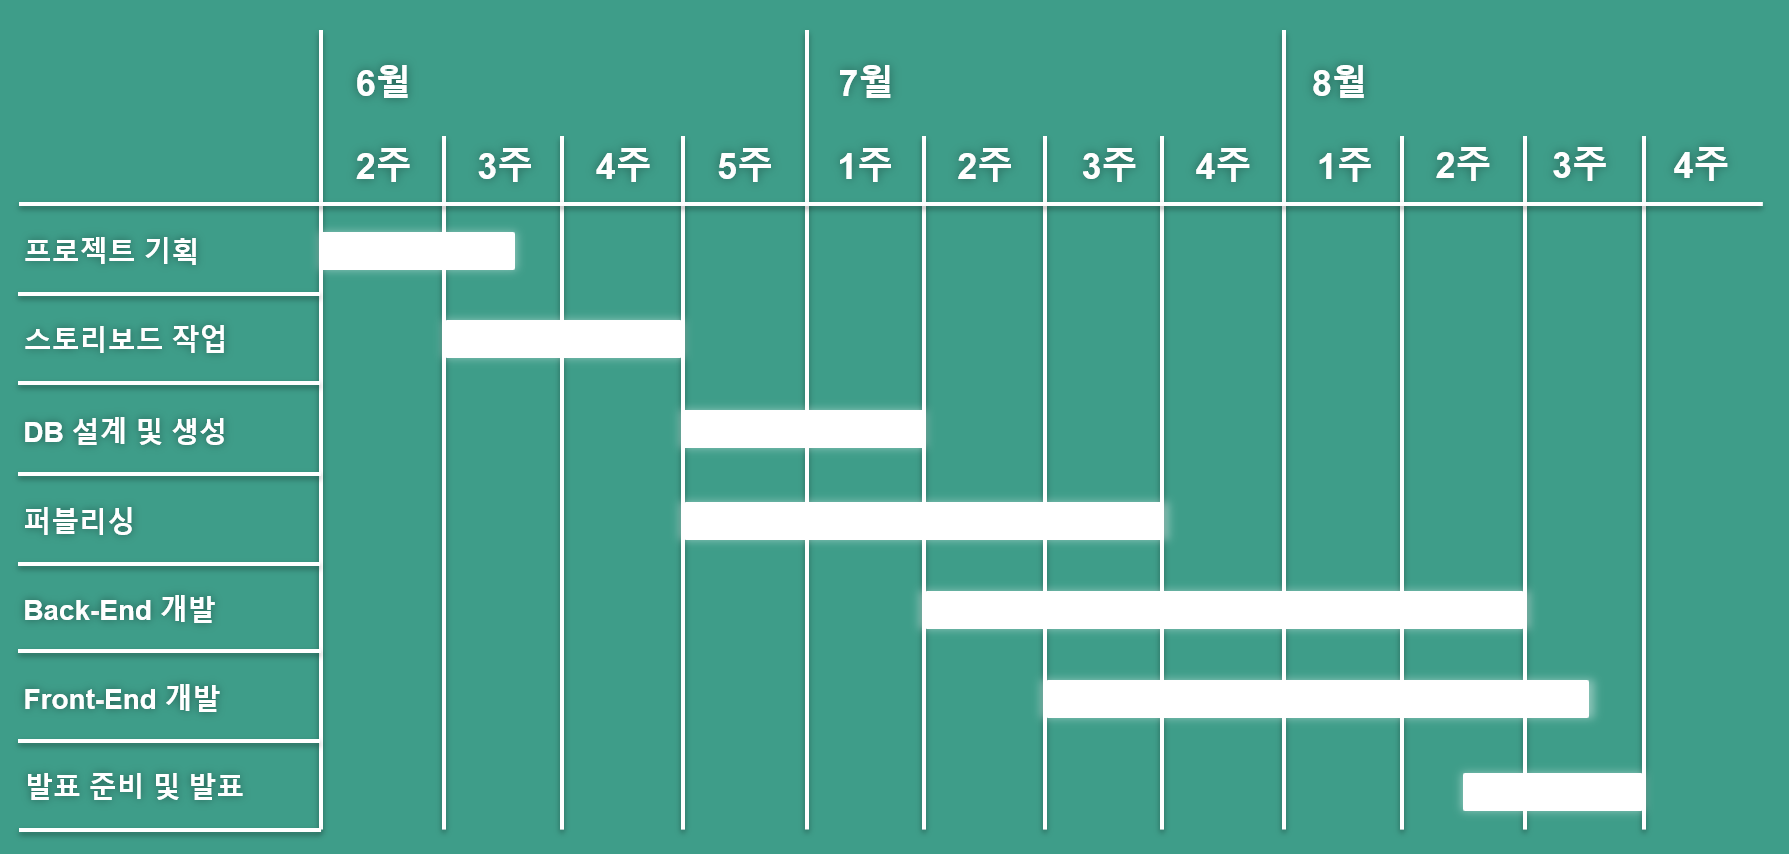 6월 7월 8월
2주 3주 4주 5주 1주 2주 3주 4주 1주 2주 3주 4주
프로젝트 기획
스토리보드 작업
DB 설계 및 생성
퍼블리싱
Back-End 개발
Front-End 개발
발표 준비 및 발표